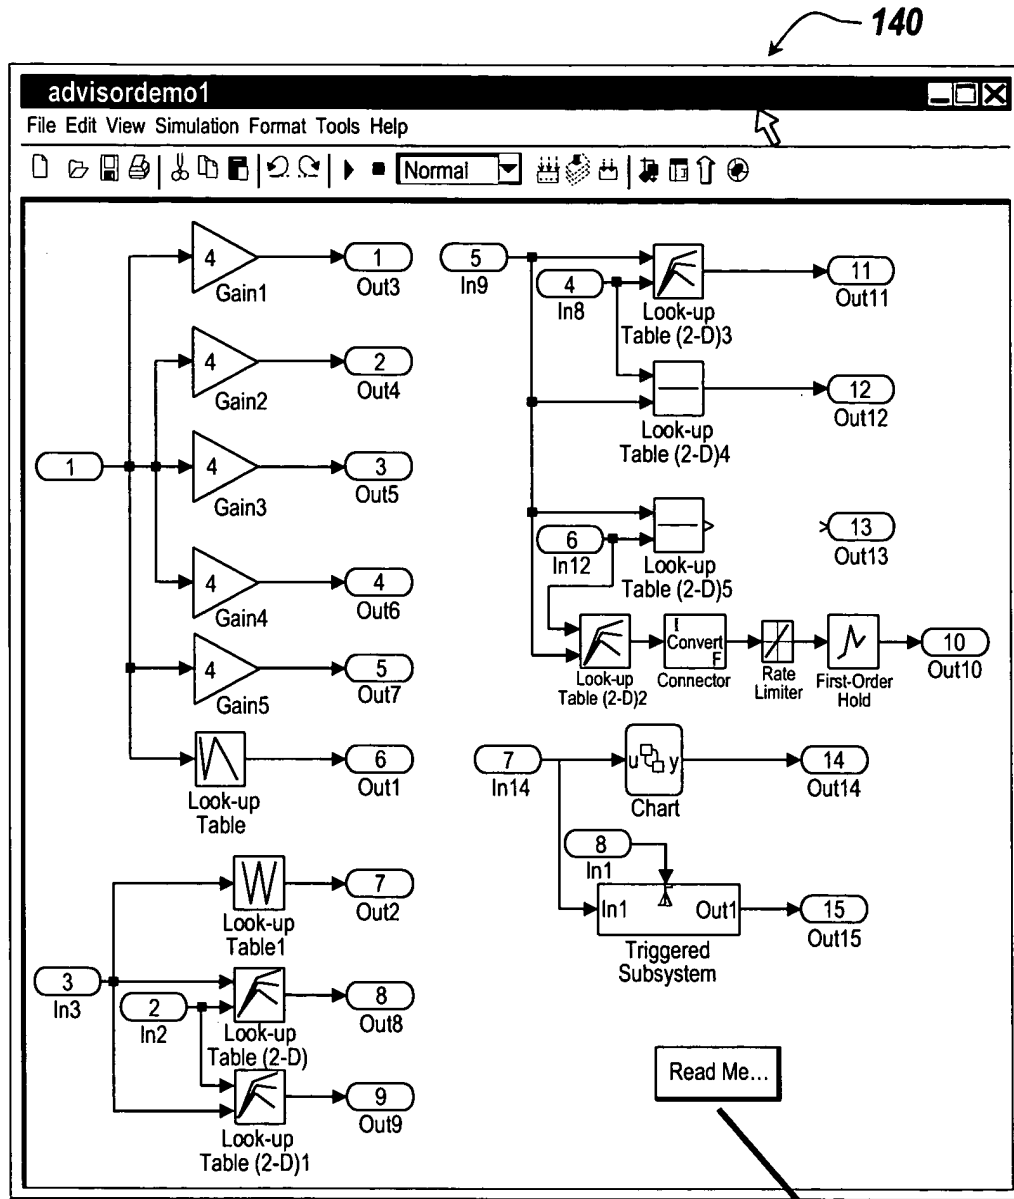 140
advisordemo1
File Edit View Simulation Format Tools Help
Normal
4
Gain1
1
Out3
4
Gain2
2
Out4
1
4
Gain3
3
Out5
4
Gain4
4
Out6
4
Gain5
5
Out7
Look-up
Table
6
Out1
Look-up
Table1
7
Out2
3
In3
2
In2
Look-up
Table (2-D)
8
Out8
Look-up
Table (2-D)1
9
Out9
5
In9
4
In8
Look-up
Table (2-D)3
11
Out11
Look-up
Table (2-D)4
12
Out12
6
In12
Look-up
Table (2-D)5
13
Out13
Look-up
Table (2-D)2
I
Convert
F
Connector
Rate
Limiter
First-Order
Hold
10
Out10
7
In14
u
y
Chart
14
Out14
8
In1
In1
Out1
Triggered
Subsystem
15
Out15
Read Me...